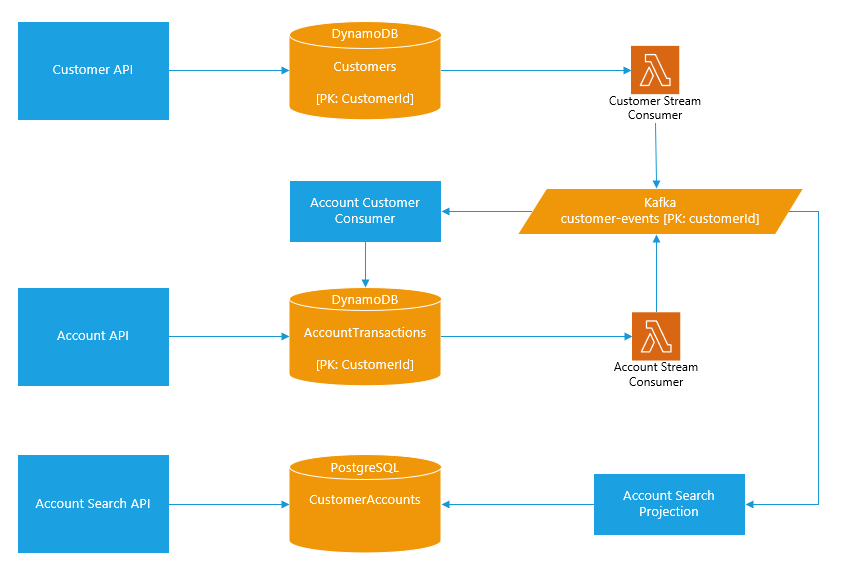 Customer API
DynamoDB
Customers
[PK: CustomerId]
Customer Stream
Consumer
Account Customer
Consumer
Kafka
customer-events [PK: customerId]
Account API
DynamoDB
AccountTransactions
[PK: CustomerId]
Account Stream
Consumer
Account Search API
PostgreSQL
CustomerAccounts
Account Search
Projection